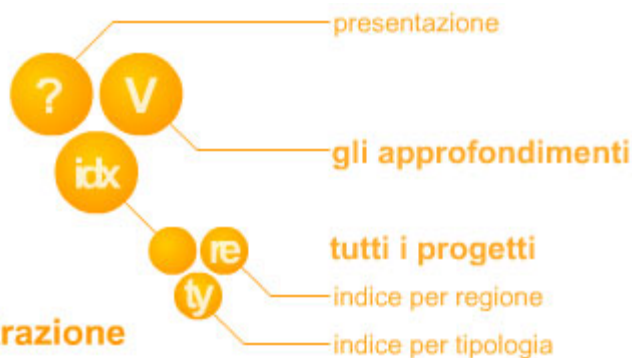 presentazione
? V
gli approfondimenti
idx
re
tutti i progetti
ty
indice per regione
razione
indice per tipologia